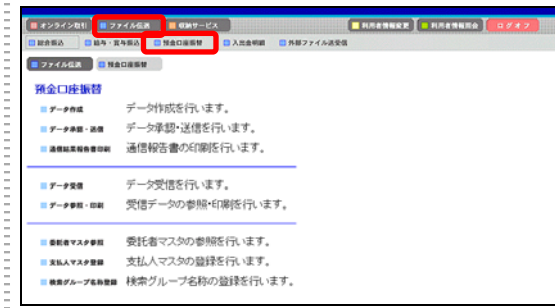 オンライン取引 ファイル伝送 収納サービス 利用者情報変更 利用者情報照会 ログオフ
総合振込 給与・賞与振込 預金口座振替 入出金明細 外部ファイル送受信
ファイル伝送 預金口座振替
預金口座振替
データ作成 データ作成を行います。
データ承認・送信 データ承認・送信を行います。
通信結果報告書印刷 通信報告書の印刷を行います。
データ受信 データ受信を行います。
データ参照・印刷 受信データの参照・印刷を行います。
委託者マスタ参照 委託者マスタの参照を行います。
支払人マスタ登録 支払人マスタの登録を行います。
検索グループ名称登録 検索グループ名称の登録を行います。